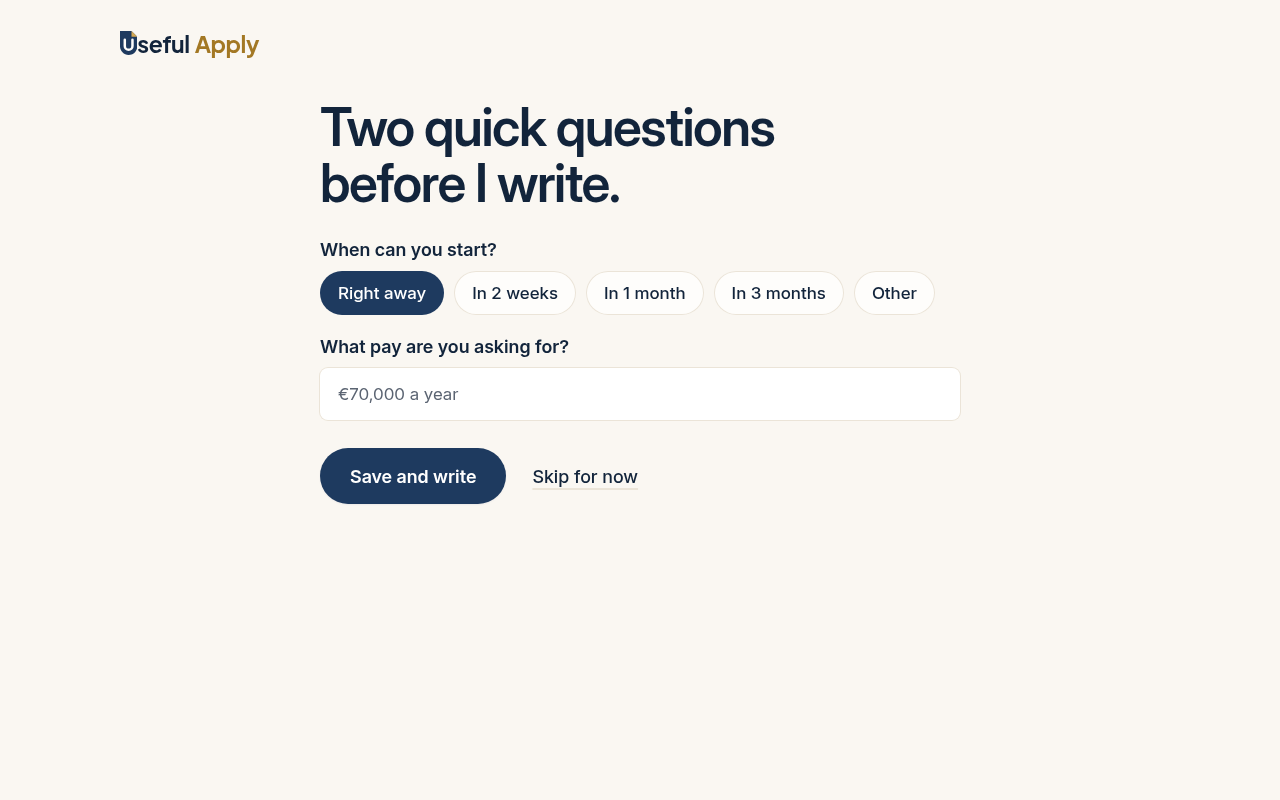 Useful Apply
Two quick questions
before I write.
When can you start?
Right away
In 2 weeks
In 1 month
In 3 months
Other
What pay are you asking for?
€70,000 a year
Save and write
Skip for now